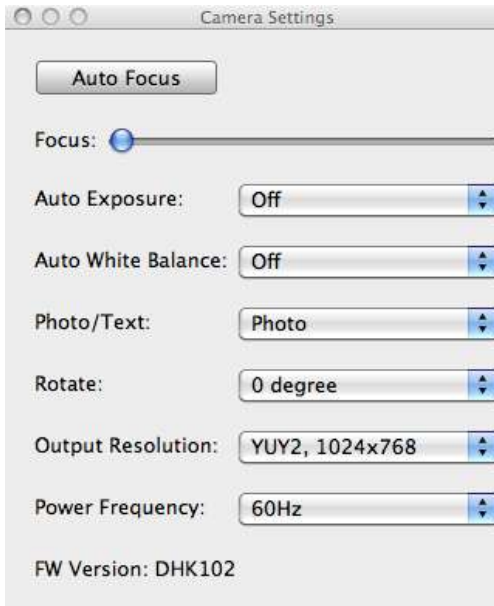 Camera Settings
Auto Focus
Focus:
Auto Exposure: Off
Auto White Balance: Off
Photo/Text: Photo
Rotate: 0 degree
Output Resolution: YUY2, 1024x768
Power Frequency: 60Hz
FW Version: DHK102